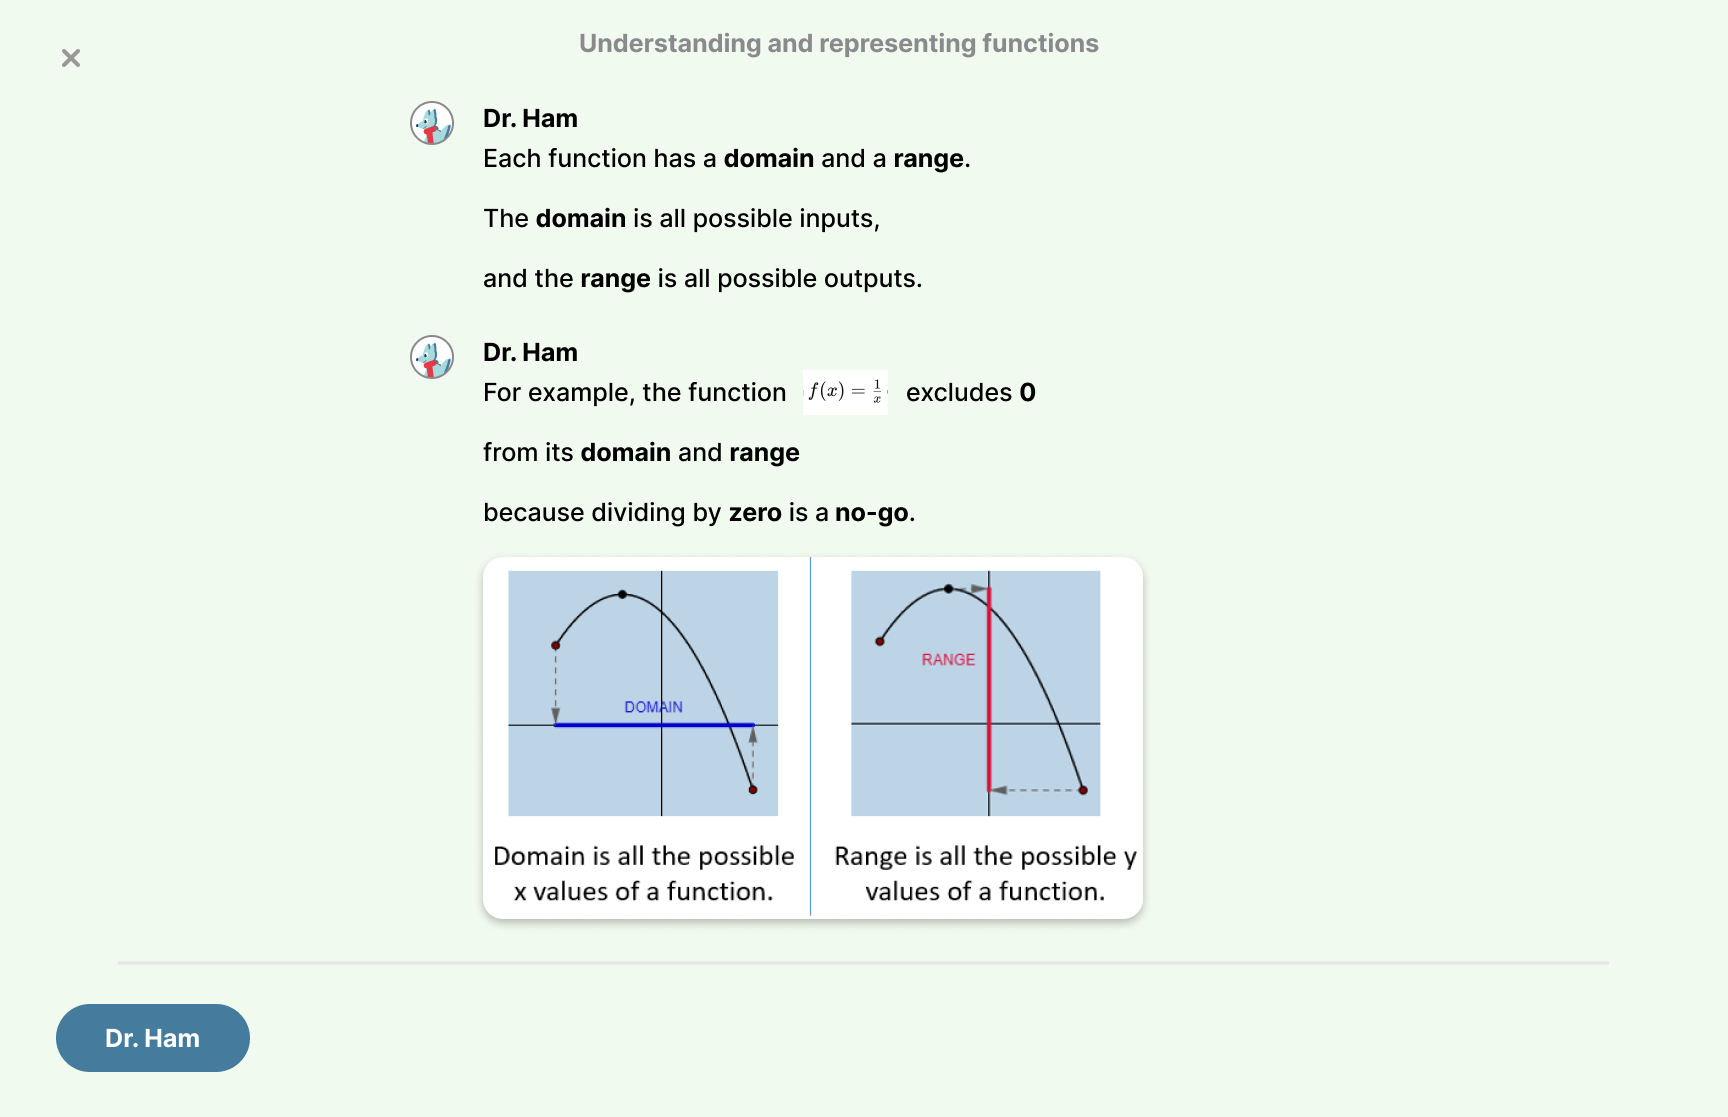 Understanding and representing functions
Dr. Ham
Each function has a domain and a range.
The domain is all possible inputs,
and the range is all possible outputs.
Dr. Ham
For example, the function f(x) = 1/x excludes 0
from its domain and range
because dividing by zero is a no-go.
DOMAIN
RANGE
Domain is all the possible
x values of a function.
Range is all the possible y
values of a function.
Dr. Ham